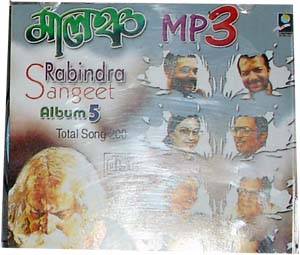 মালঞ্চ MP3
Rabindra
Sangeet
Album 5
Total Song 200